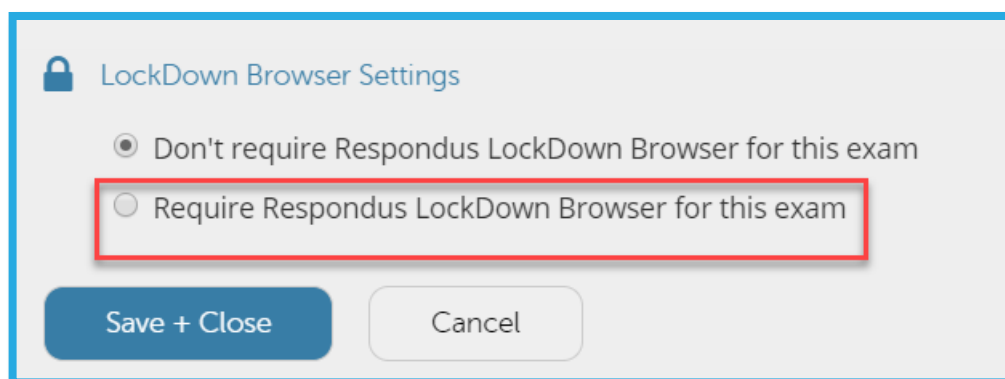 LockDown Browser Settings
Don't require Respondus LockDown Browser for this exam
Require Respondus LockDown Browser for this exam
Save + Close Cancel